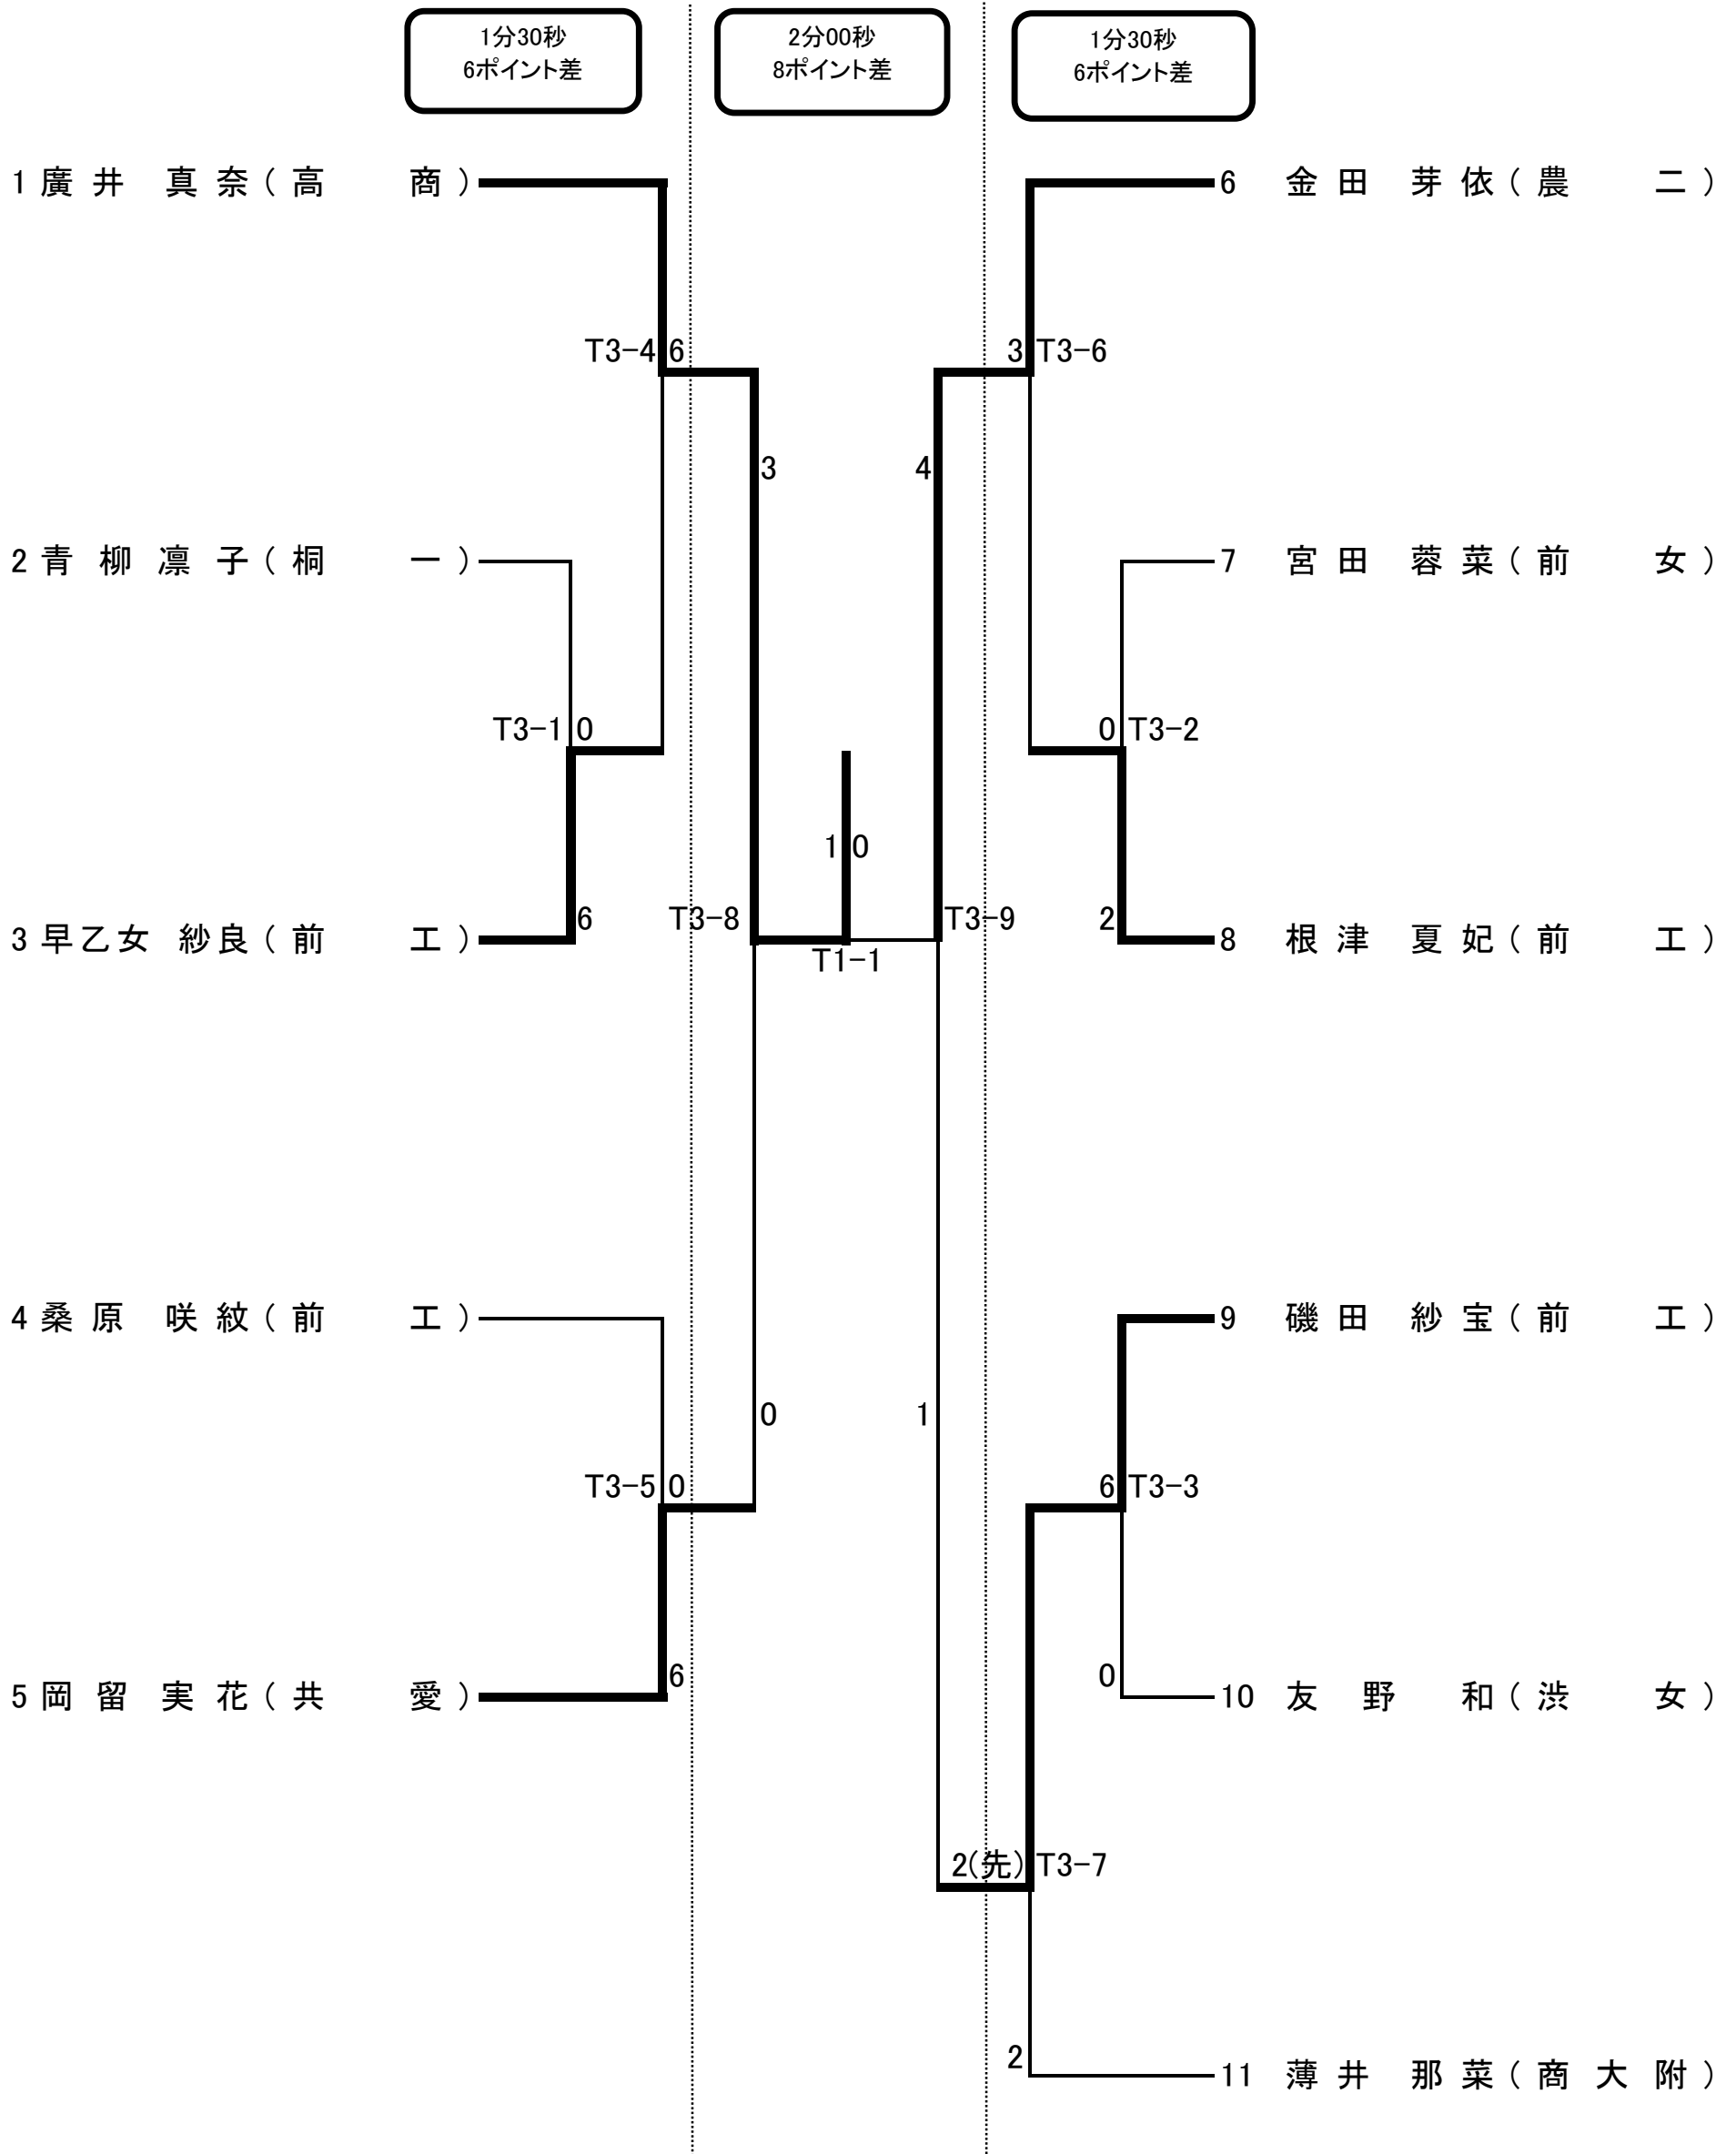 1分30秒
6ポイント差
2分00秒
8ポイント差
1分30秒
6ポイント差
1 廣井 真奈(高 商)
6 金田 芽依(農 二)
T3-4 6
3 T3-6
3
4
2 青柳凛子(桐 一)
7 宮田 蓉菜(前 女)
T3-1 0
0 T3-2
1 0
3 早乙女 紗良(前 工)
6
T3-8
T3-9
2
8 根津 夏妃(前 工)
T1-1
4 桑原 咲紋(前 工)
9 磯田 紗宝(前 工)
0
1
T3-5 0
6 T3-3
5 岡留実花(共 愛)
6
0
10 友野 和(渋 女)
2(先) T3-7
2
11 薄井 那菜(商大附)